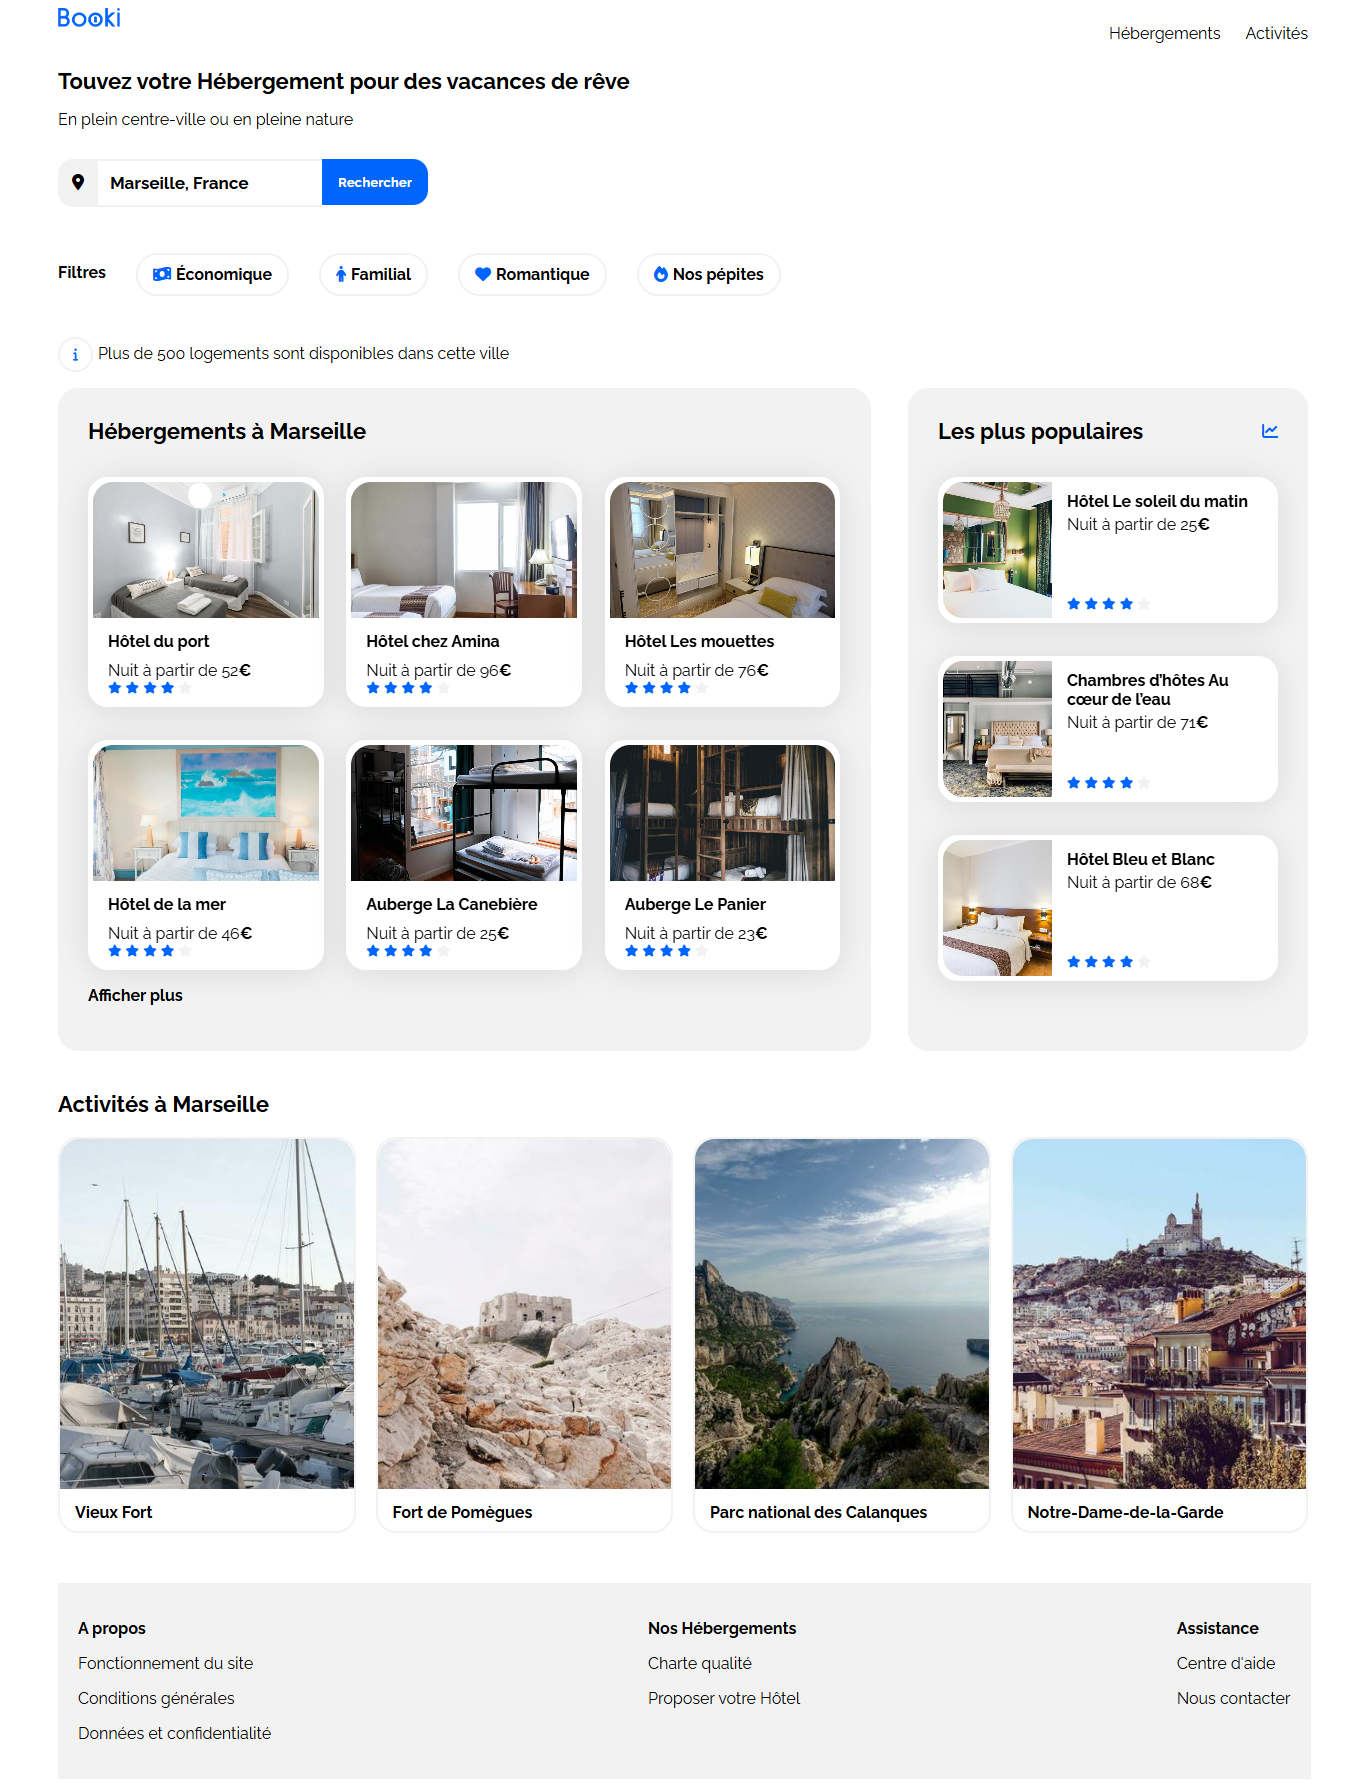 Booki
Hébergements Activités
Touvez votre Hébergement pour des vacances de rêve
En plein centre-ville ou en pleine nature
Marseille, France Rechercher
Filtres Économique Familial Romantique Nos pépites
Plus de 500 logements sont disponibles dans cette ville
Hébergements à Marseille
Hôtel du port
Nuit à partir de 52€
Hôtel chez Amina
Nuit à partir de 96€
Hôtel Les mouettes
Nuit à partir de 76€
Hôtel de la mer
Nuit à partir de 46€
Auberge La Canebière
Nuit à partir de 25€
Auberge Le Panier
Nuit à partir de 23€
Afficher plus
Les plus populaires
Hôtel Le soleil du matin
Nuit à partir de 25€
Chambres d'hôtes Au
cœur de l'eau
Nuit à partir de 71€
Hôtel Bleu et Blanc
Nuit à partir de 68€
Activités à Marseille
Vieux Fort
Fort de Pomègues
Parc national des Calanques
Notre-Dame-de-la-Garde
A propos
Fonctionnement du site
Conditions générales
Données et confidentialité
Nos Hébergements
Charte qualité
Proposer votre Hôtel
Assistance
Centre d'aide
Nous contacter